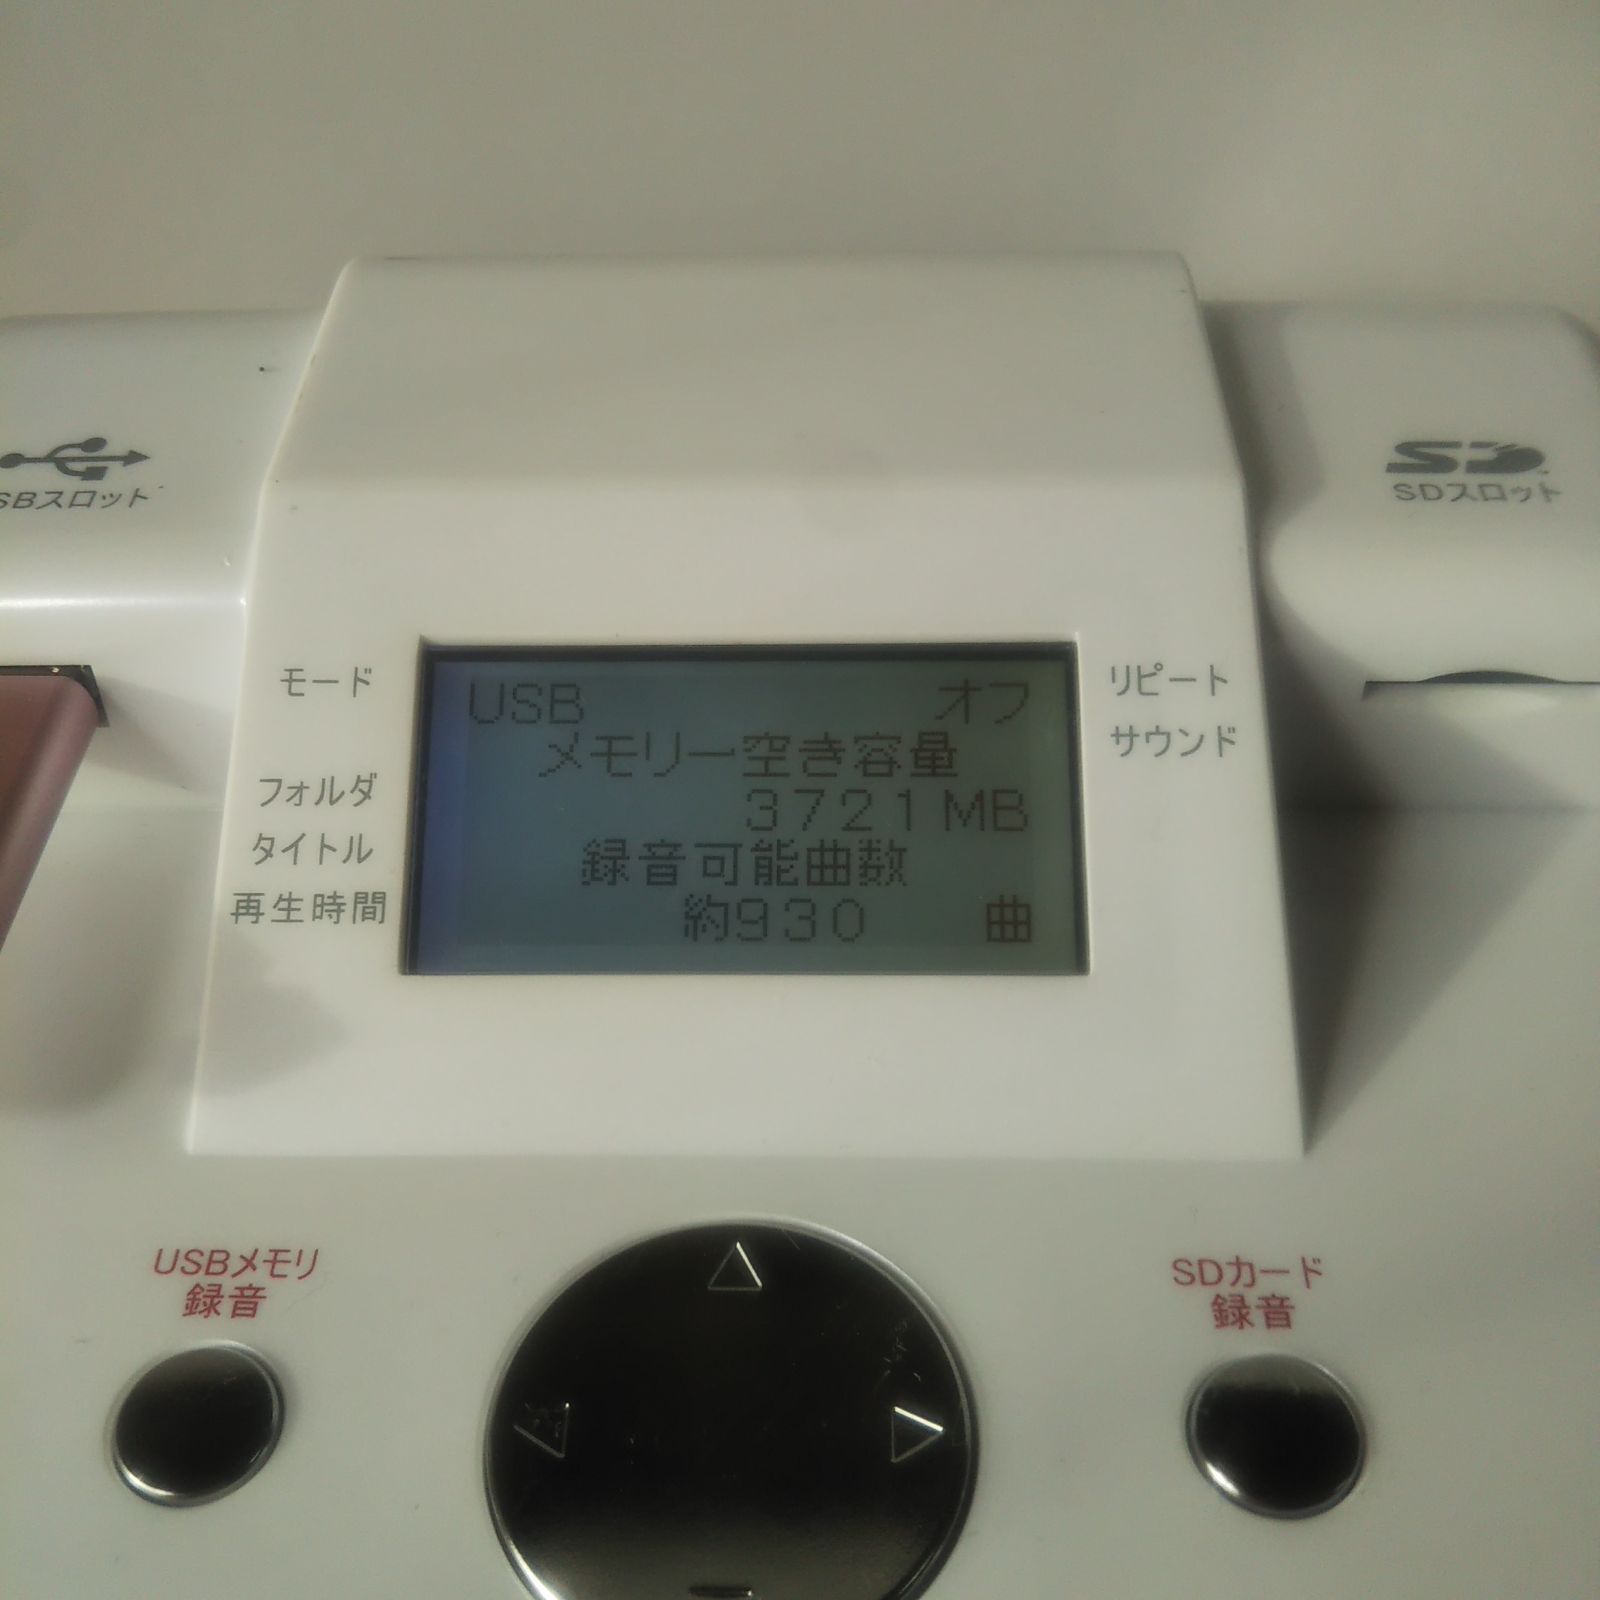 SBスロット
SD
SDスロット
モード
リピート
サウンド
フォルダ
タイトル
再生時間
USB オフ
メモリー空き容量
3721MB
録音可能曲数
約930 曲
USBメモリ
録音
SDカード
録音